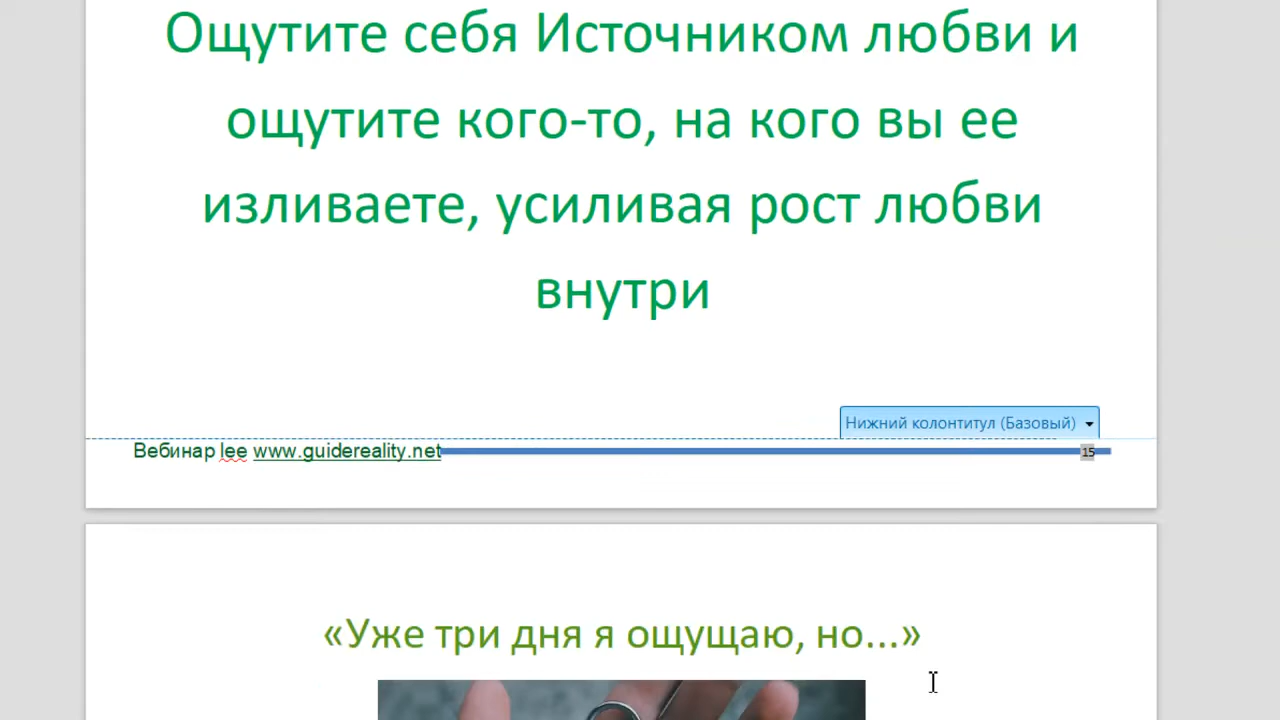 Ощутите себя Источником любви и
ощутите кого-то, на кого вы ее
изливаете, усиливая рост любви
внутри
Нижний колонтитул (Базовый)
Вебинар lee www.guidereality.net
15
«Уже три дня я ощущаю, но...»